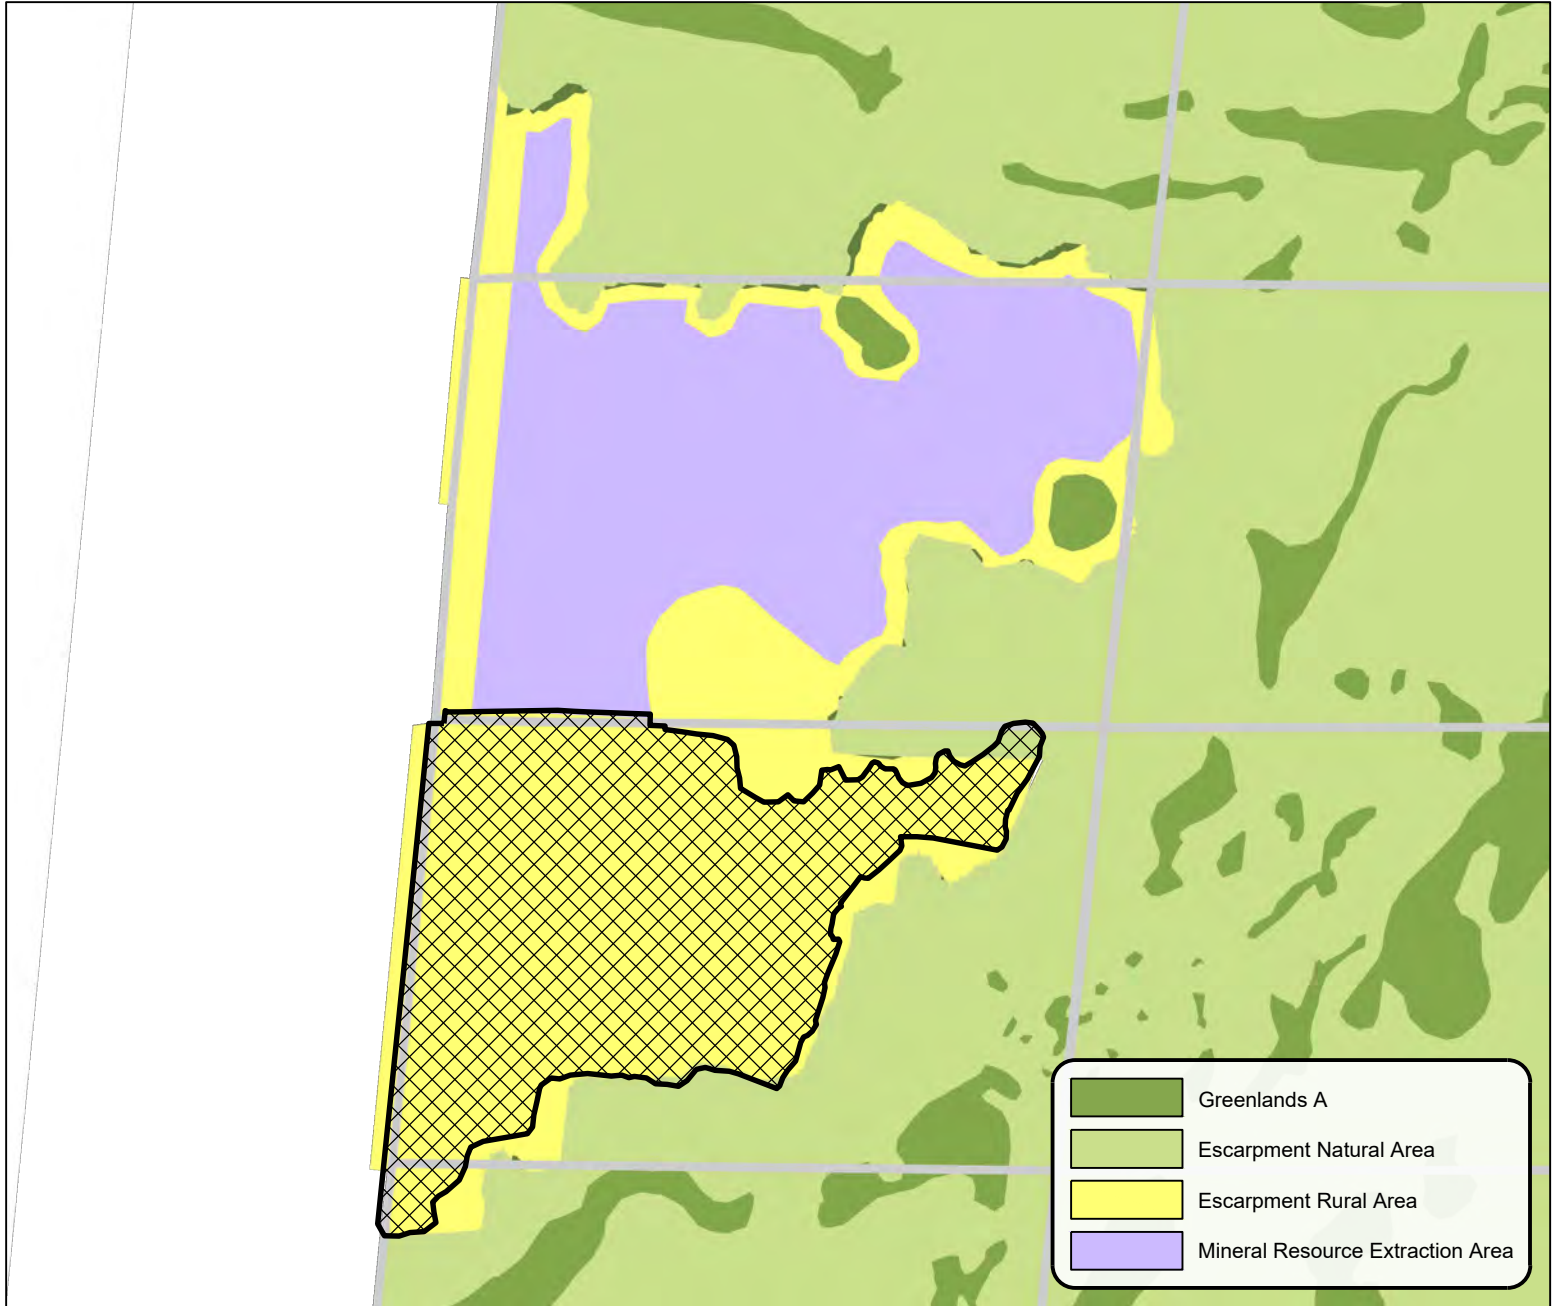 Greenlands A
Escarpment Natural Area
Escarpment Rural Area
Mineral Resource Extraction Area